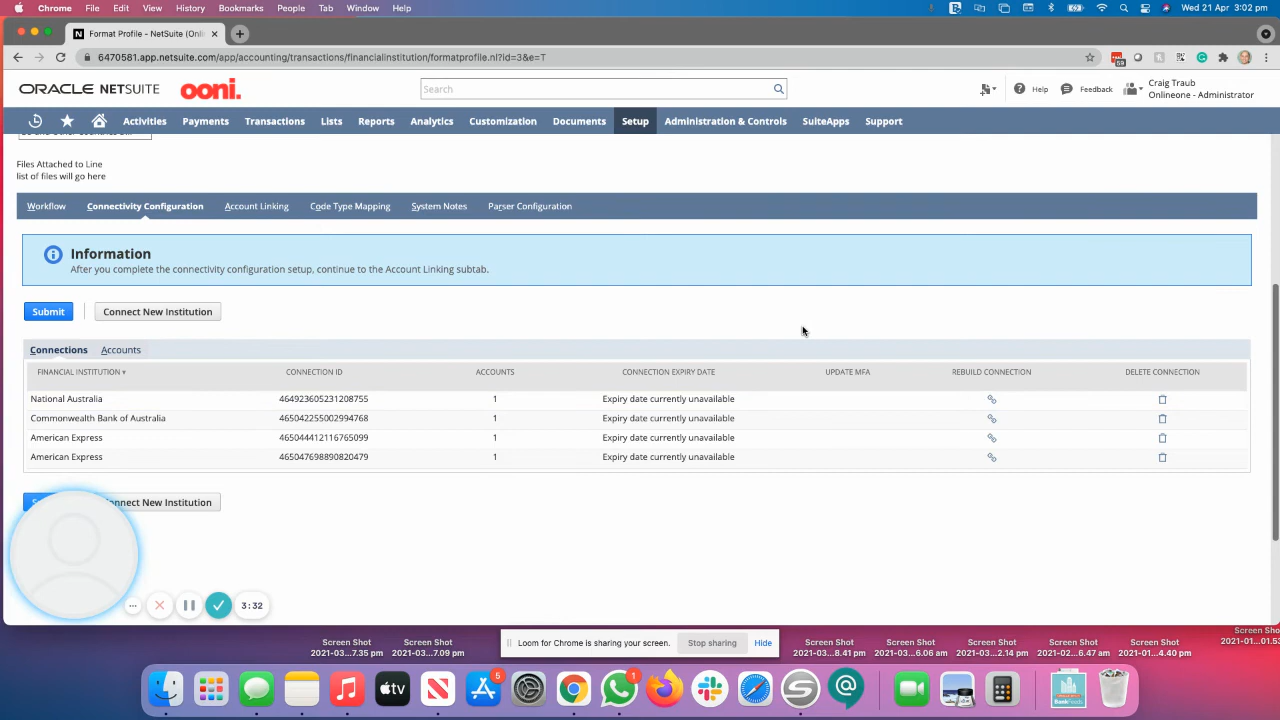 Chrome File Edit View History Bookmarks People Tab Window Help Wed 21 Apr 3:02 pm
N Format Profile - NetSuite (Onli
6470581.app.netsuite.com/app/accounting/transactions/financialinstitution/formatprofile.nl?id=3&e=T
59
ORACLE NETSUITE ooni. Search Help Feedback Craig Traub
Onlineone - Administrator
Activities Payments Transactions Lists Reports Analytics Customization Documents Setup Administration & Controls SuiteApps Support
Files Attached to Line
list of files will go here
Workflow Connectivity Configuration Account Linking Code Type Mapping System Notes Parser Configuration
Information
After you complete the connectivity configuration setup, continue to the Account Linking subtab.
Submit Connect New Institution
Connections Accounts
FINANCIAL INSTITUTION CONNECTION ID ACCOUNTS CONNECTION EXPIRY DATE UPDATE MFA REBUILD CONNECTION DELETE CONNECTION
National Australia 464923605231208755 1 Expiry date currently unavailable
Commonwealth Bank of Australia 465042255002994768 1 Expiry date currently unavailable
American Express 465044412116765099 1 Expiry date currently unavailable
American Express 465047698890820479 1 Expiry date currently unavailable
onnect New Institution
3:32
Loom for Chrome is sharing your screen. Stop sharing Hide
Screen Shot Screen Shot Screen Shot Screen Shot Screen Shot Screen Shot Screen Shot
2021-03...7.35 pm 2021-03...7.09 pm 2021-03...8.41 pm 2021-03...6.06 am 2021-03...2.14 pm 2021-02...6.47 am 2021-01...4.40 pm 2021-01...01.53
5 tv 1